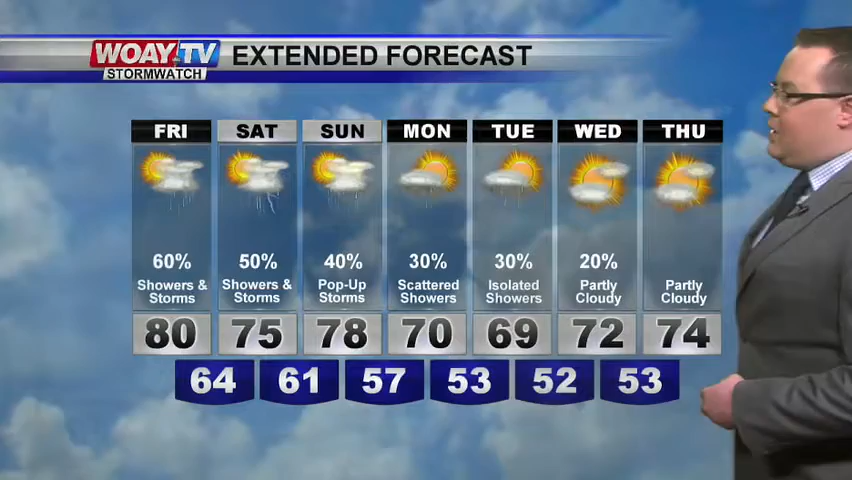 WOAY-TV
STORMWATCH
EXTENDED FORECAST
FRI SAT SUN MON TUE WED THU
60% 50% 40% 30% 30% 20%
Showers & Showers & Pop-Up Scattered Isolated Partly Partly
Storms Storms Storms Showers Showers Cloudy Cloudy
80 75 78 70 69 72 74
64 61 57 53 52 53